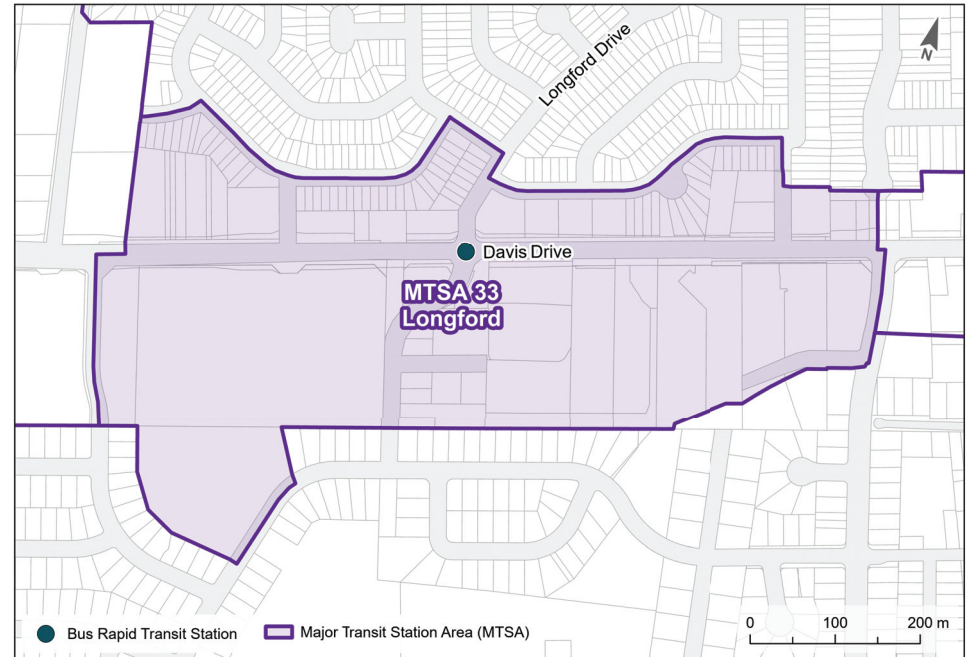 Longford Drive
N
Davis Drive
MTSA 33
Longford
Bus Rapid Transit Station
Major Transit Station Area (MTSA)
0 100 200 m